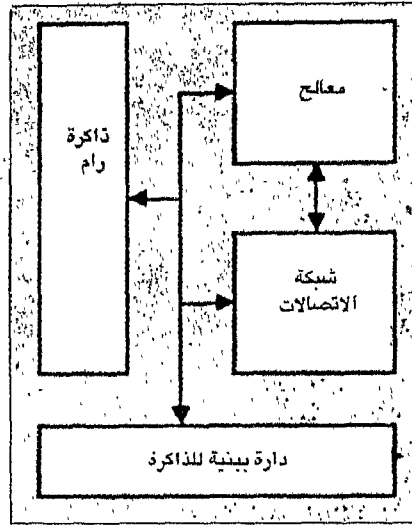 معالج
ذاكرة
رام
شبكة
الاتصالات
دارة بينية للذاكرة